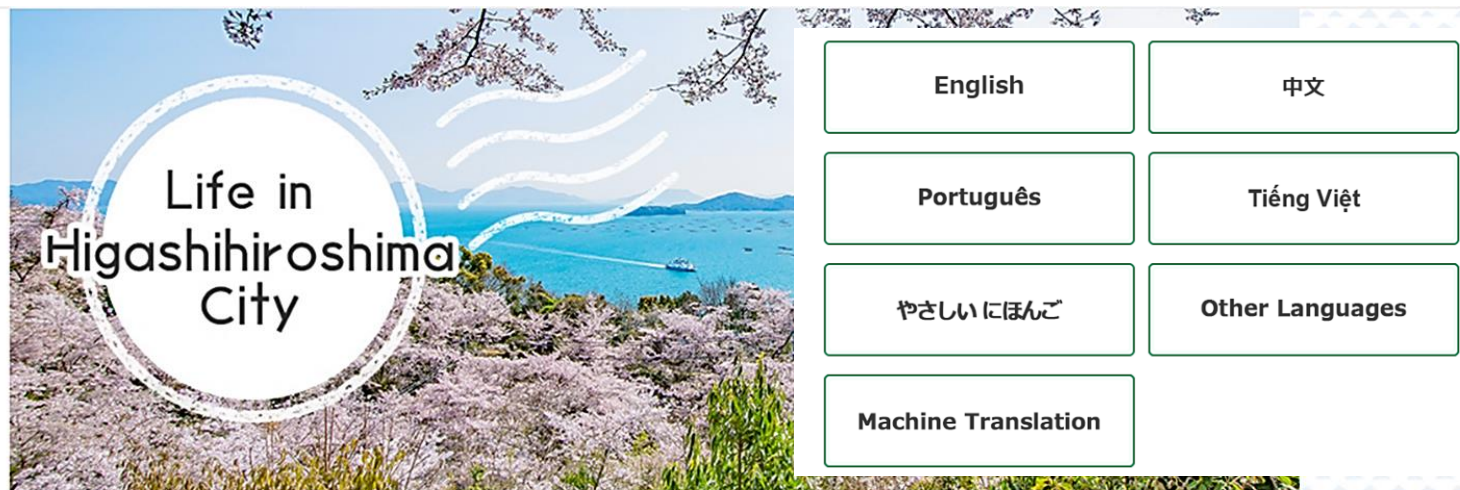 Life in
Higashihiroshima
City
English
中文
Português
Tiếng Việt
やさしい にほんご
Other Languages
Machine Translation